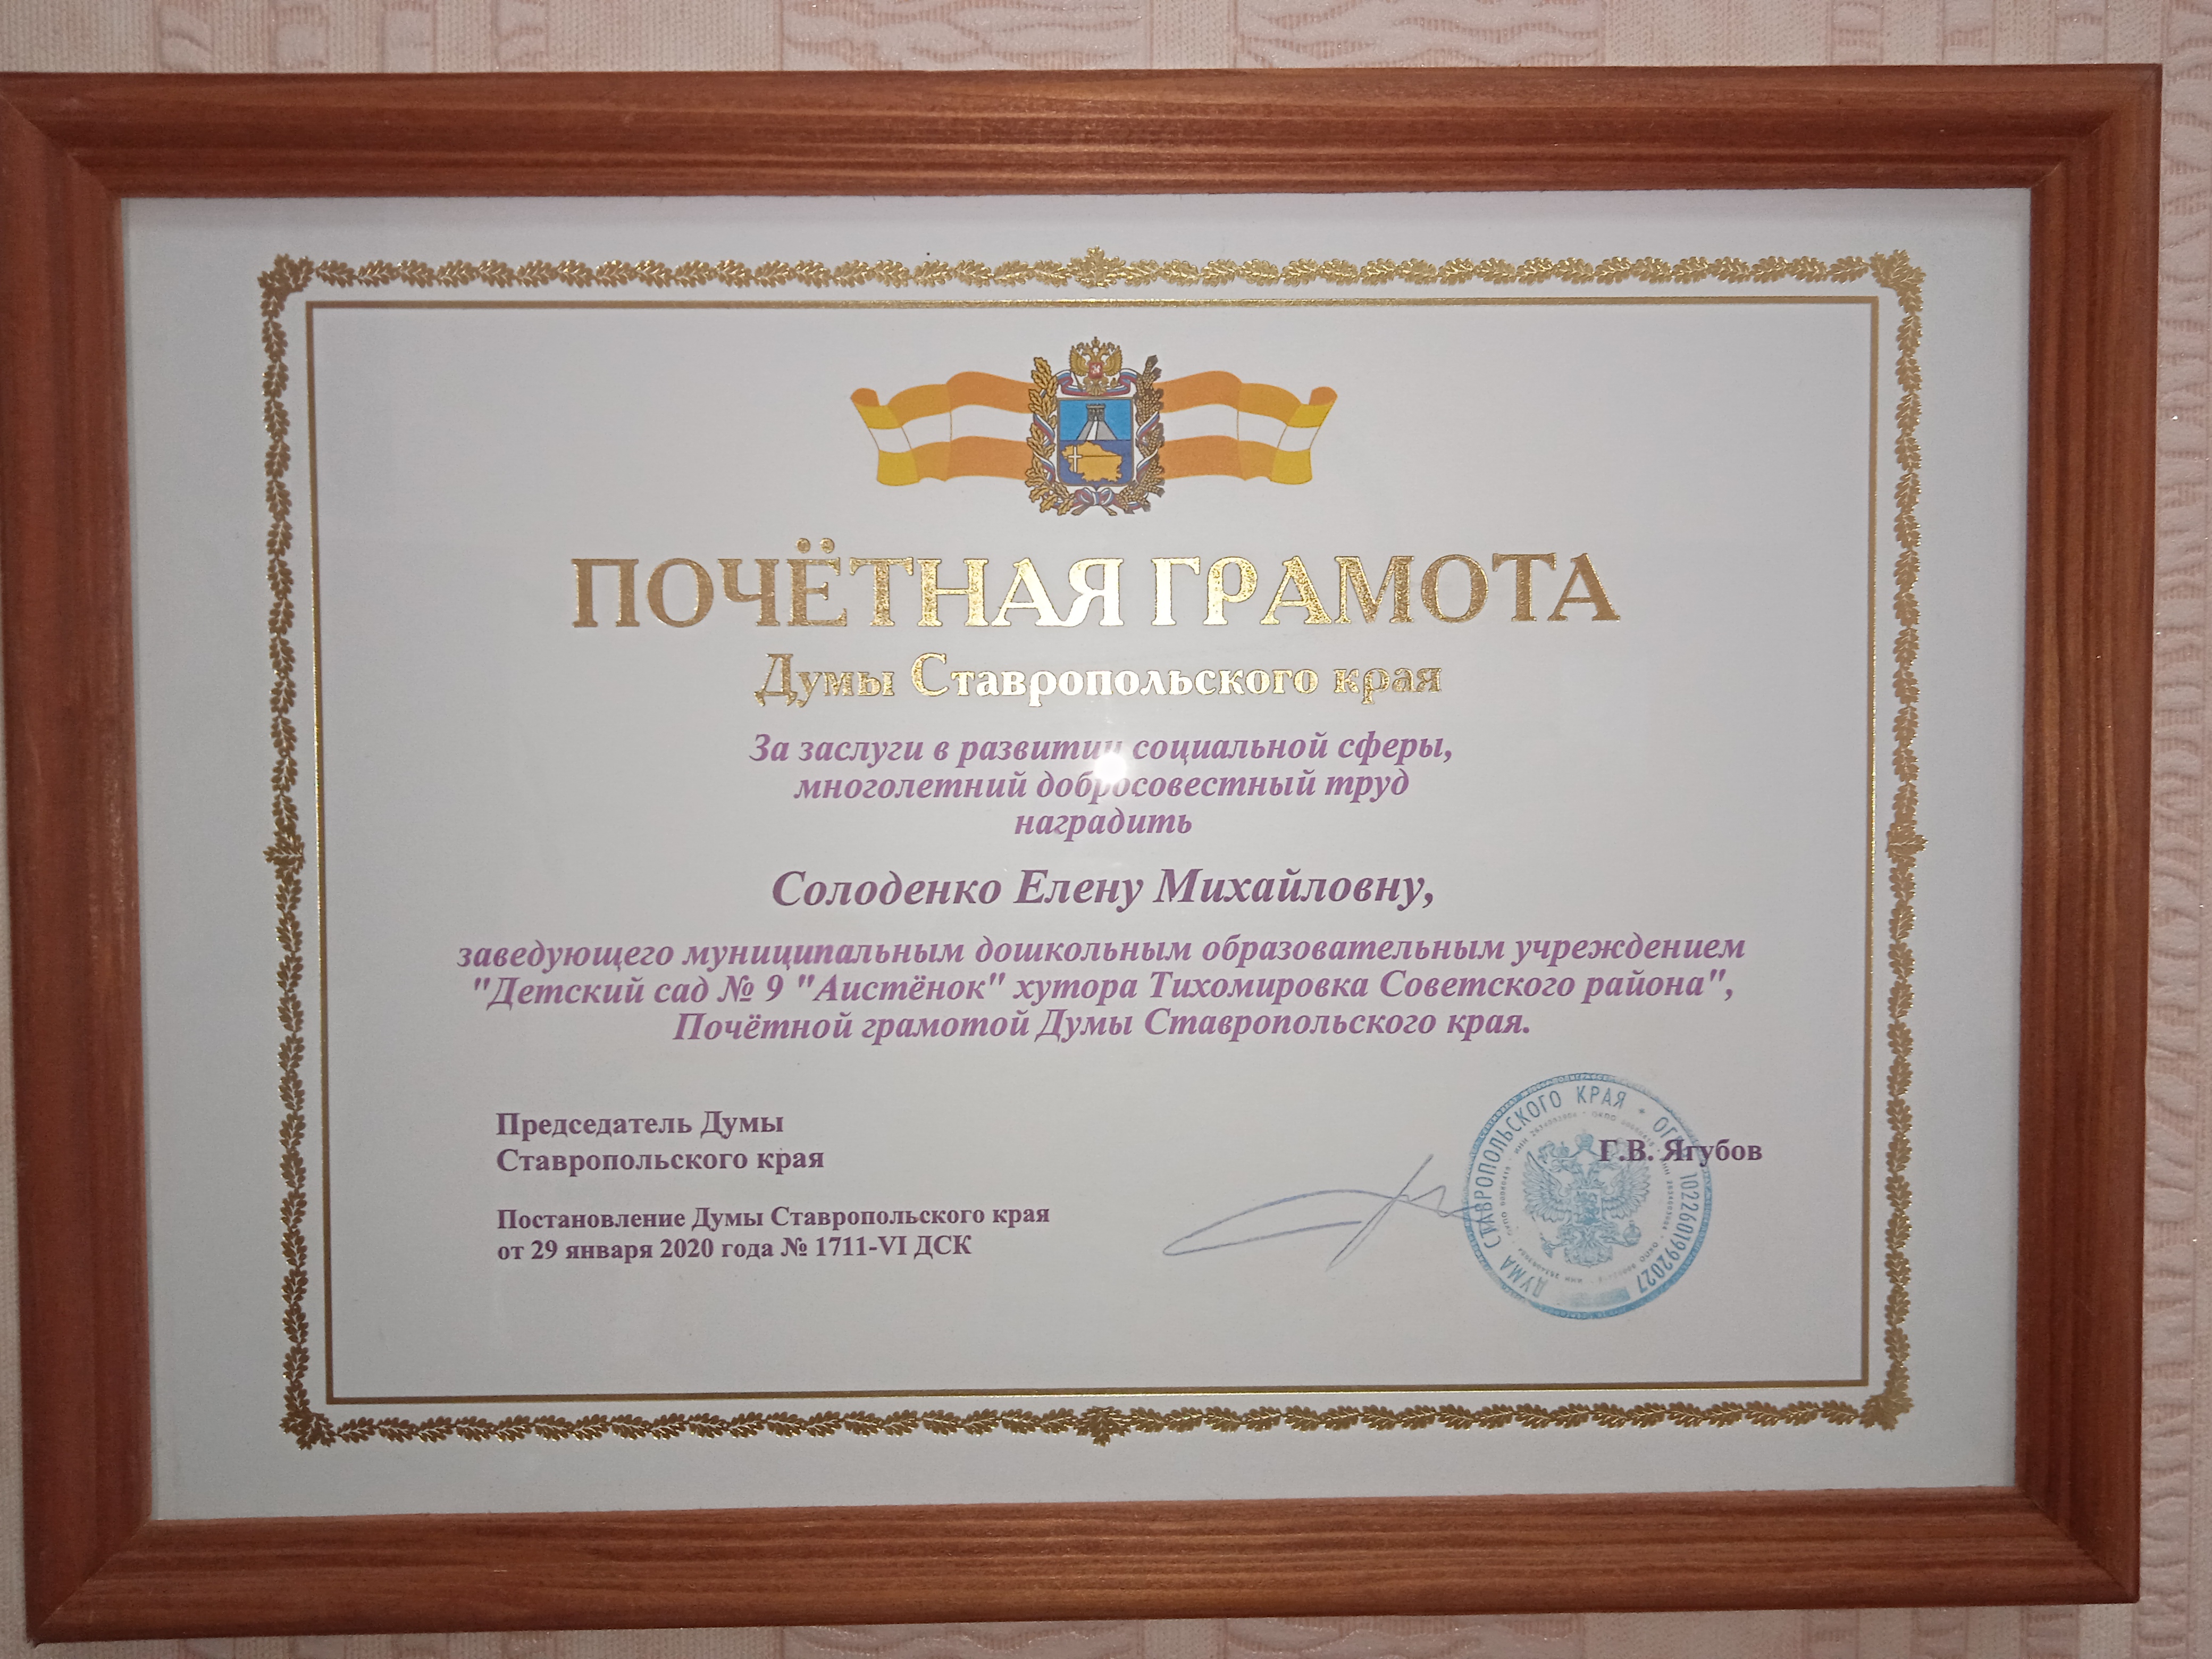 ПОЧЁТНАЯ ГРАМОТА
Думы Ставропольского края
За заслуги в развитии социальной сферы,
многолетний добросовестный труд
наградить
Солоденко Елену Михайловну,
заведующего муниципальным дошкольным образовательным учреждением
"Детский сад № 9 "Аистёнок" хутора Тихомировка Советского района",
Почётной грамотой Думы Ставропольского края.
Председатель Думы
Ставропольского края
Г.В. Ягубов
Постановление Думы Ставропольского края
от 29 января 2020 года № 1711-VI ДСК
ДУМА СТАВРОПОЛЬСКОГО КРАЯ * 1022601992027